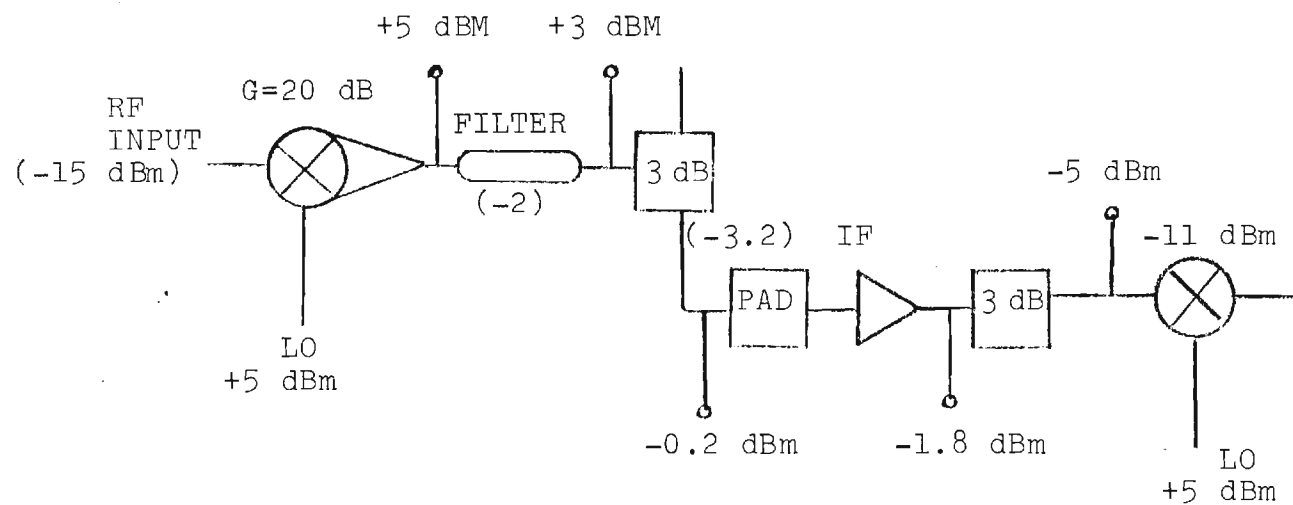 +5 dBM
+3 dBM
G=20 dB
RF
INPUT
(-15 dBm)
FILTER
(-2)
3 dB
LO
+5 dBm
(-3.2)
IF
-5 dBm
-11 dBm
PAD
3 dB
-0.2 dBm
-1.8 dBm
LO
+5 dBm